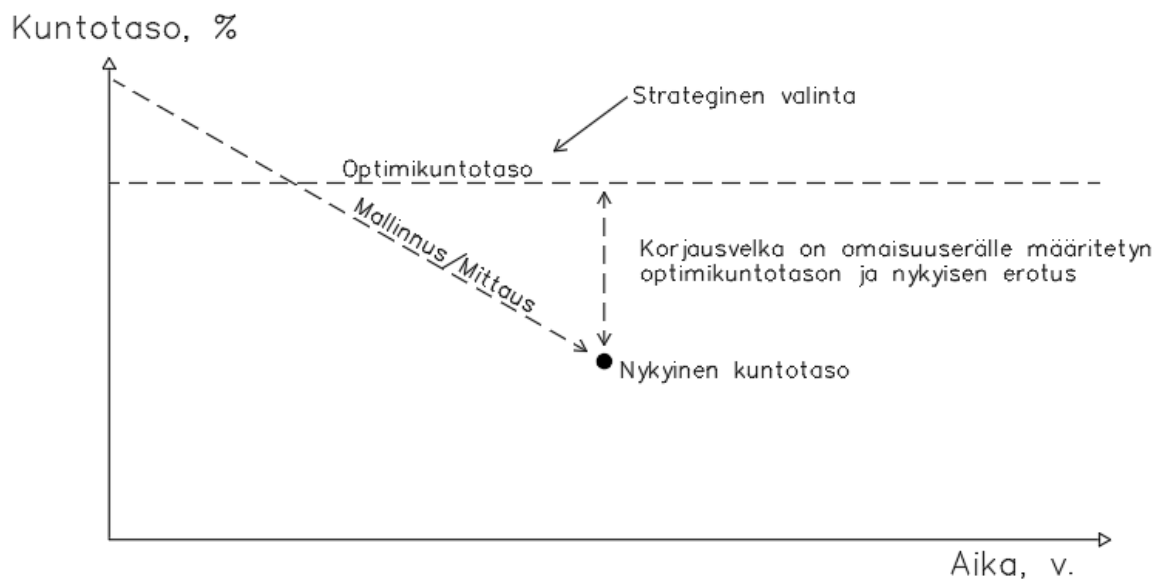 Kuntotaso, %
Strateginen valinta
Optimikuntotaso
Mallinnus/Mittaus
Korjausvelka on omaisuuserälle määritetyn
optimikuntotason ja nykyisen erotus
Nykyinen kuntotaso
Aika, v.